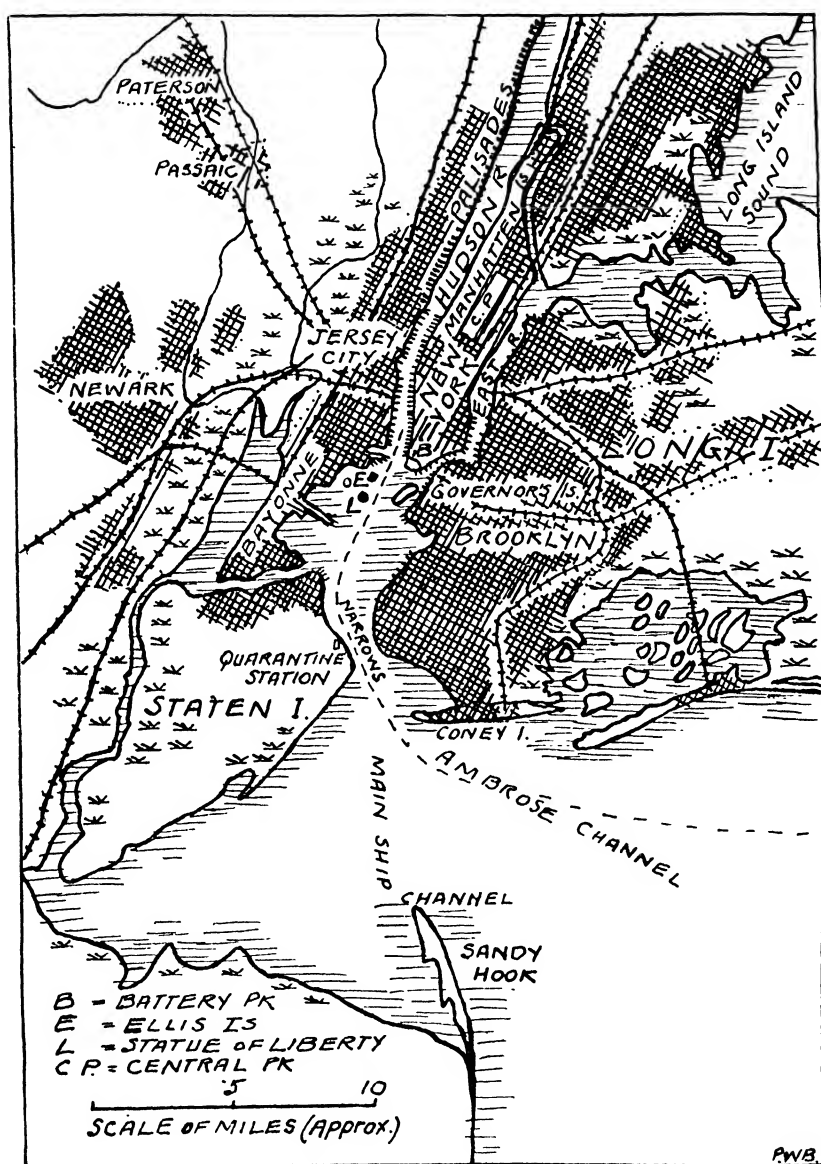 PATERSON
PASSAIC
PALISADES
HUDSON R
MANHATTEN IS
NEW YORK
C P
EAST R.
LONG ISLAND
SOUND
JERSEY
CITY
NEWARK
BAYONNE
B
E
L
GOVERNORS IS.
LONG I
BROOKLYN
NARROWS
QUARANTINE
STATION
STATEN I.
CONEY I.
AMBROSE CHANNEL
MAIN SHIP
CHANNEL
SANDY
HOOK
B = BATTERY PK
E = ELLIS IS
L = STATUE OF LIBERTY
C P. = CENTRAL PK
5 10
SCALE OF MILES (Approx.)
P.W.B.